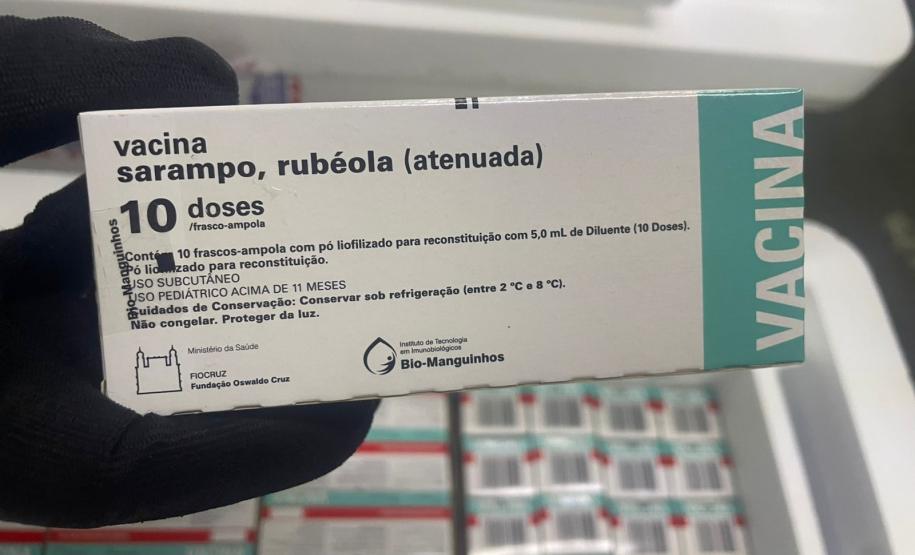 vacina
sarampo, rubéola (atenuada)
10 doses
/frasco-ampola
Contém 10 frascos-ampola com pó liofilizado para reconstituição com 5,0 mL de Diluente (10 Doses).
Pó liofilizado para reconstituição.
USO SUBCUTÂNEO
USO PEDIÁTRICO ACIMA DE 11 MESES
Cuidados de Conservação: Conservar sob refrigeração (entre 2 °C e 8 °C).
Não congelar. Proteger da luz.
Bio-Manguinhos
Ministério da Saúde
FIOCRUZ
Fundação Oswaldo Cruz
Instituto de Tecnologia
em Imunobiológicos
Bio-Manguinhos
VACINA